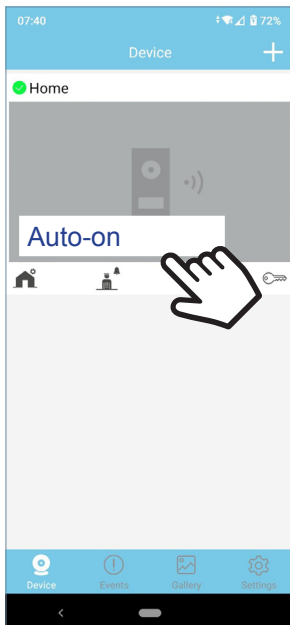 07:40 72%
Device
Home
Auto-on
Device Events Gallery Settings